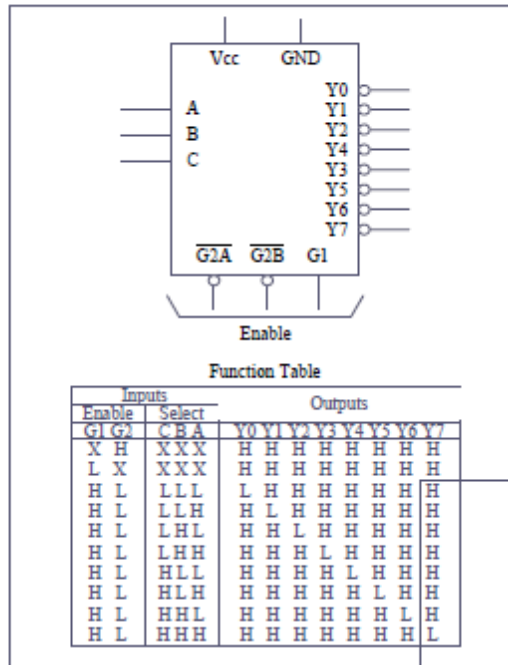 Vcc GND
Y0
A Y1
B Y2
C Y4
Y3
Y5
Y6
Y7
G2A G2B G1
Enable
Function Table
Inputs Outputs
Enable Select
G1 G2 C B A Y0 Y1 Y2 Y3 Y4 Y5 Y6 Y7
X H X X X H H H H H H H H
L X X X X H H H H H H H H
H L L L L L H H H H H H H
H L L L H H L H H H H H H
H L L H L H H L H H H H H
H L L H H H H H L H H H H
H L H L L H H H H L H H H
H L H L H H H H H H L H H
H L H H L H H H H H H L H
H L H H H H H H H H H H L